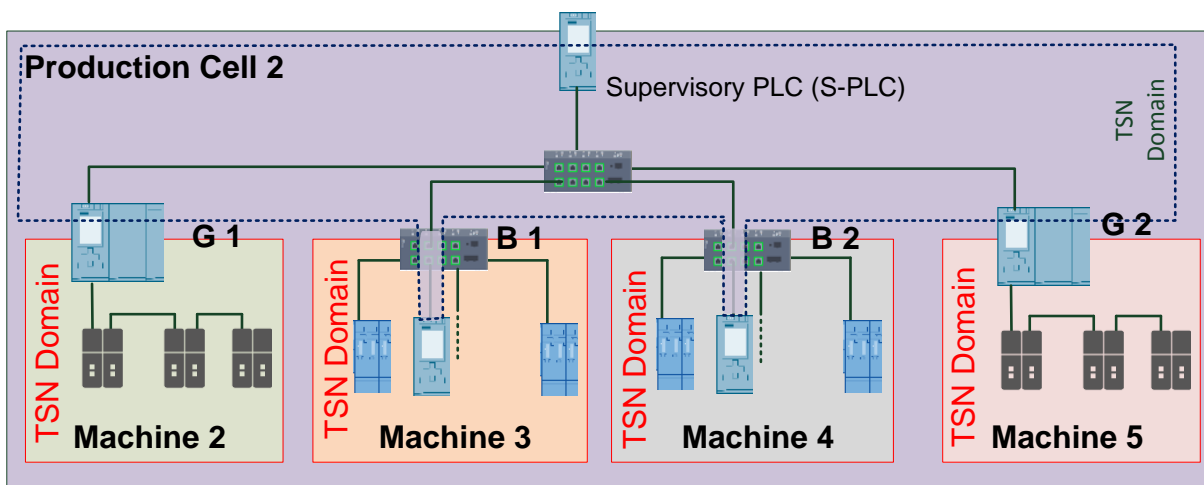 Production Cell 2
Supervisory PLC (S-PLC)
TSN
Domain
G 1
B 1
B 2
G 2
TSN Domain
Machine 2
TSN Domain
Machine 3
TSN Domain
Machine 4
TSN Domain
Machine 5